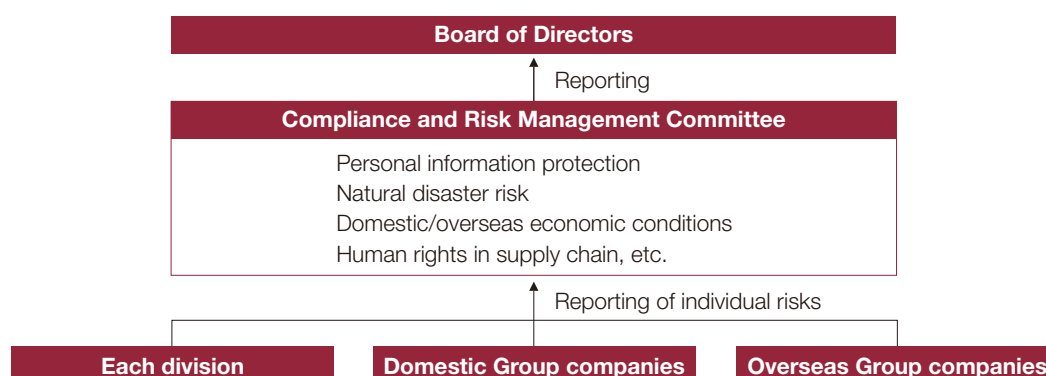 Board of Directors
Reporting
Compliance and Risk Management Committee
Personal information protection
Natural disaster risk
Domestic/overseas economic conditions
Human rights in supply chain, etc.
Reporting of individual risks
Each division
Domestic Group companies
Overseas Group companies